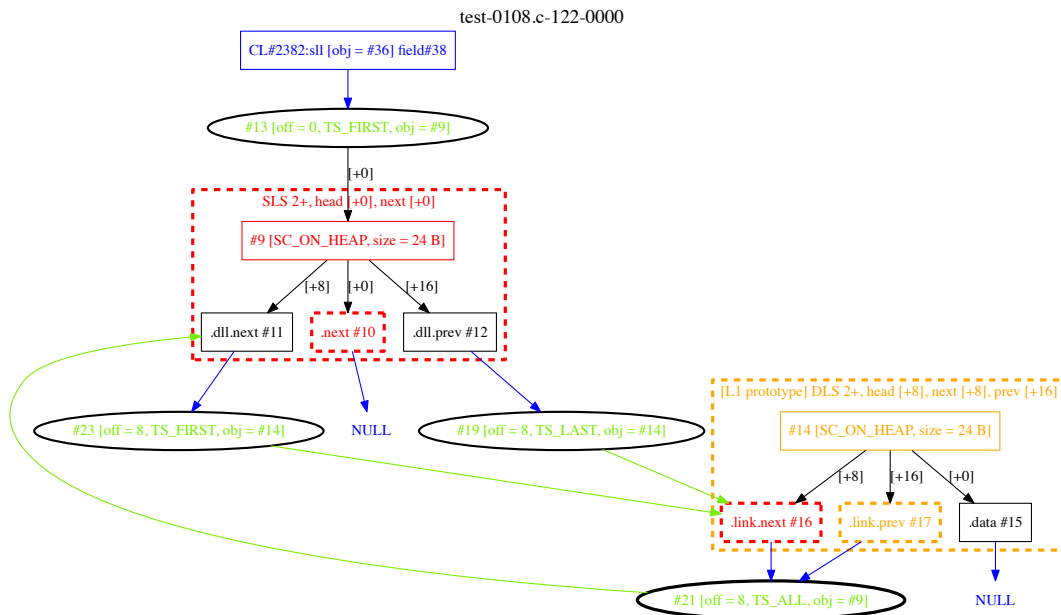 test-0108.c-122-0000
CL#2382:sll [obj = #36] field#38
#13 [off = 0, TS_FIRST, obj = #9]
[+0]
SLS 2+, head [+0], next [+0]
#9 [SC_ON_HEAP, size = 24 B]
[+8] [+0] [+16]
.dll.next #11 .next #10 .dll.prev #12
[L1 prototype] DLS 2+, head [+8], next [+8], prev [+16]
#23 [off = 8, TS_FIRST, obj = #14] NULL #19 [off = 8, TS_LAST, obj = #14] #14 [SC_ON_HEAP, size = 24 B]
[+8] [+16] [+0]
.link.next #16 .link.prev #17 .data #15
#21 [off = 8, TS_ALL, obj = #9] NULL